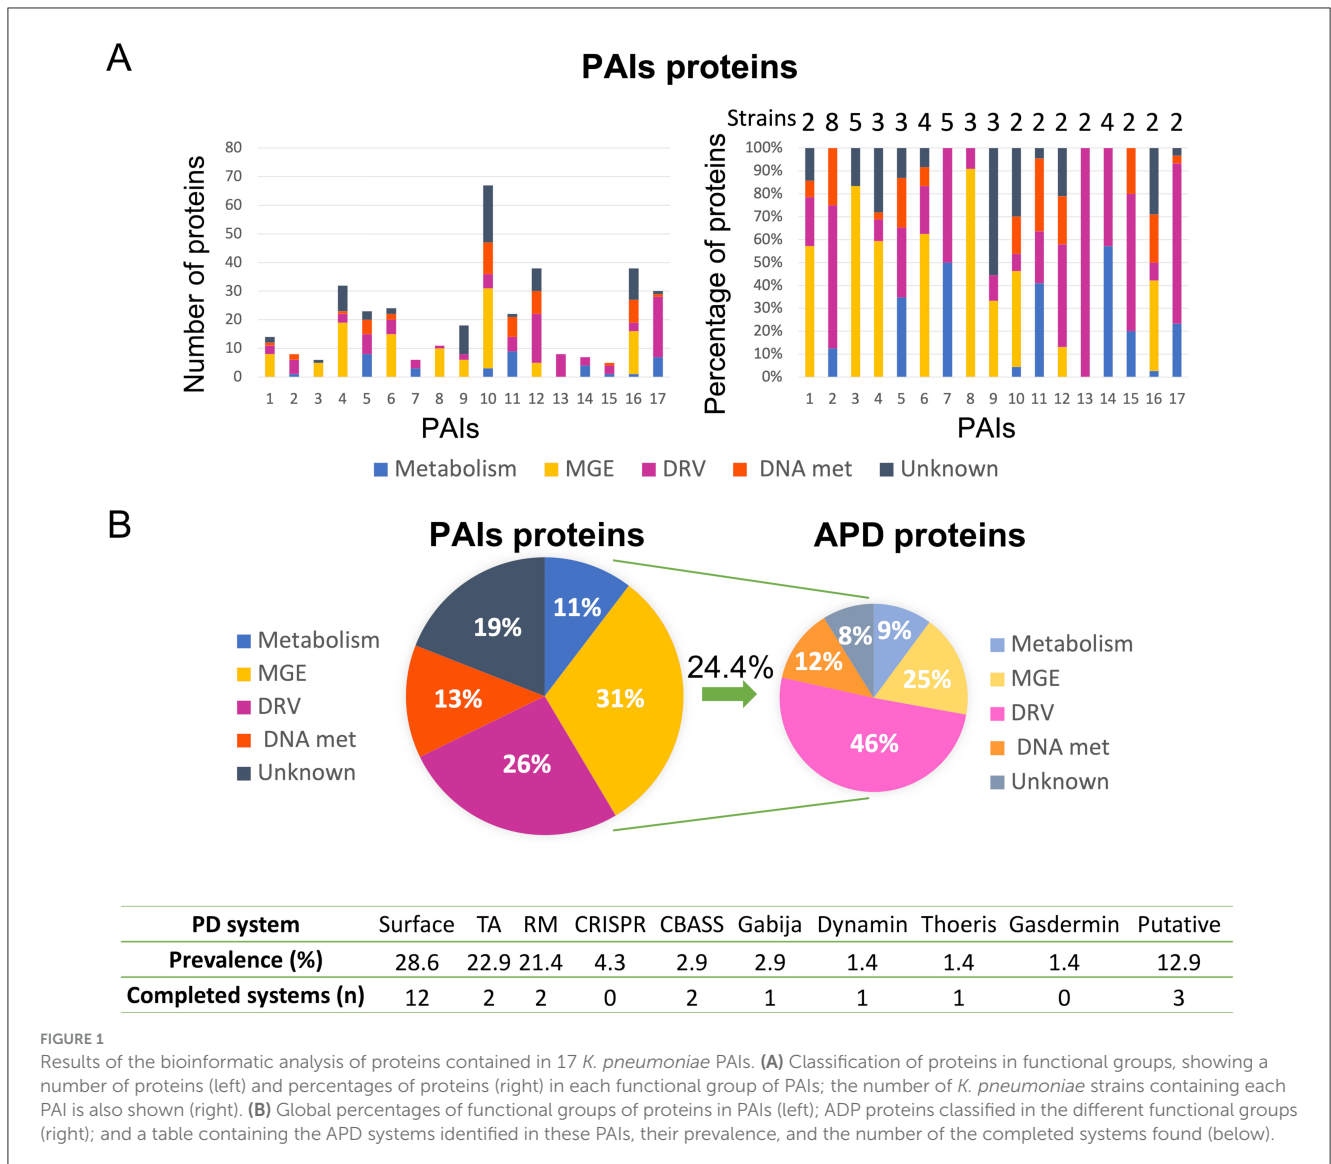 A
PAIs proteins
Strains 2 8 5 3 3 4 5 3 3 2 2 2 2 4 2 2 2
Number of proteins
80
70
60
50
40
30
20
10
0
1 2 3 4 5 6 7 8 9 10 11 12 13 14 15 16 17
PAIs
Percentage of proteins
100%
90%
80%
70%
60%
50%
40%
30%
20%
10%
0%
1 2 3 4 5 6 7 8 9 10 11 12 13 14 15 16 17
PAIs
Metabolism MGE DRV DNA met Unknown
B
PAIs proteins
APD proteins
Metabolism
MGE
DRV
DNA met
Unknown
11%
31%
26%
13%
19%
24.4%
9%
25%
46%
12%
8%
Metabolism
MGE
DRV
DNA met
Unknown
PD system Surface TA RM CRISPR CBASS Gabija Dynamin Thoeris Gasdermin Putative
Prevalence (%) 28.6 22.9 21.4 4.3 2.9 2.9 1.4 1.4 1.4 12.9
Completed systems (n) 12 2 2 0 2 1 1 1 0 3
FIGURE 1
Results of the bioinformatic analysis of proteins contained in 17 K. pneumoniae PAIs. (A) Classification of proteins in functional groups, showing a
number of proteins (left) and percentages of proteins (right) in each functional group of PAIs; the number of K. pneumoniae strains containing each
PAI is also shown (right). (B) Global percentages of functional groups of proteins in PAIs (left); ADP proteins classified in the different functional groups
(right); and a table containing the APD systems identified in these PAIs, their prevalence, and the number of the completed systems found (below).